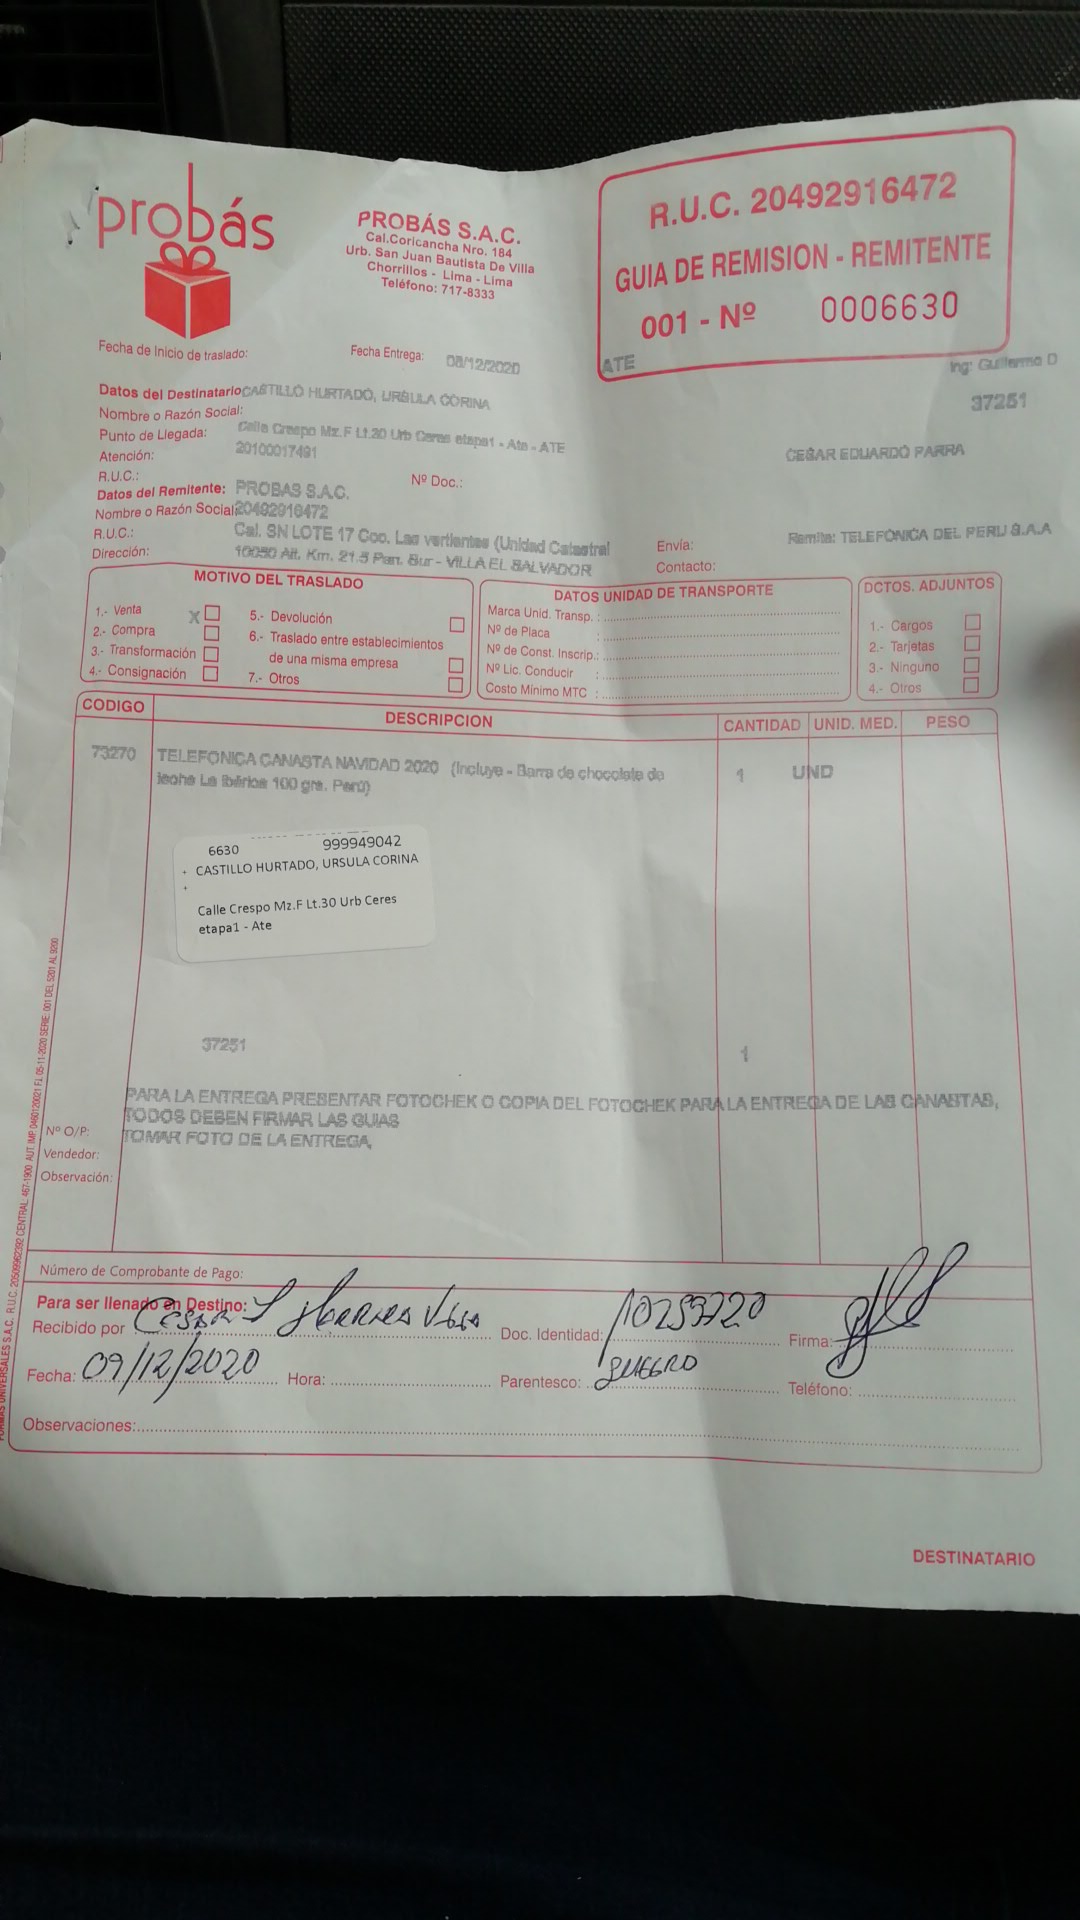 probás
PROBÁS S.A.C.
Cal.Coricancha Nro. 184
Urb. San Juan Bautista De Villa
Chorrillos - Lima - Lima
Teléfono: 717-8333
R.U.C. 20492916472
GUIA DE REMISION - REMITENTE
001 - Nº 0006630
Fecha de Inicio de traslado:
Fecha Entrega: 08/12/2020
ATE
Ing: Guillermo D
37251
Datos del Destinatario CASTILLO HURTADO, URSULA CORINA
Nombre o Razón Social:
Punto de Llegada: Calle Crespo Mz.F Lt.30 Urb Ceres etapa1 - Ate - ATE
Atención: 20100017491
CESAR EDUARDO PARRA
R.U.C.:
Nº Doc.:
Datos del Remitente: PROBAS S.A.C.
Nombre o Razón Social 20492916472
R.U.C.: Cal. SN LOTE 17 Coo. Las vertientes (Unidad Catastral
Dirección: 10050 Alt. Km. 21.5 Pan. Sur - VILLA EL SALVADOR
Envía: Remite: TELEFONICA DEL PERU S.A.A
Contacto:
MOTIVO DEL TRASLADO
1.- Venta X
2.- Compra
3.- Transformación
4.- Consignación
5.- Devolución
6.- Traslado entre establecimientos
de una misma empresa
7.- Otros
DATOS UNIDAD DE TRANSPORTE
Marca Unid. Transp. :
Nº de Placa :
Nº de Const. Inscrip.:
Nº Lic. Conducir :
Costo Mínimo MTC :
DCTOS. ADJUNTOS
1.- Cargos
2.- Tarjetas
3.- Ninguno
4.- Otros
CODIGO DESCRIPCION CANTIDAD UNID. MED. PESO
73270 TELEFONICA CANASTA NAVIDAD 2020 (Incluye - Barra de chocolate de 1 UND
leche La Ibérica 100 grs. Perú)
6630 999949042
CASTILLO HURTADO, URSULA CORINA
Calle Crespo Mz.F Lt.30 Urb Ceres
etapa1 - Ate
37251 1
PARA LA ENTREGA PRESENTAR FOTOCHEK O COPIA DEL FOTOCHEK PARA LA ENTREGA DE LAS CANASTAS,
TODOS DEBEN FIRMAR LAS GUIAS
TOMAR FOTO DE LA ENTREGA,
Nº O/P:
Vendedor:
Observación:
Número de Comprobante de Pago:
Para ser llenado en Destino:
Recibido por Cesar Doc. Identidad: 10259720 Firma:
Fecha: 09/12/2020 Hora: Parentesco: SUEGRO Teléfono:
Observaciones:
DESTINATARIO